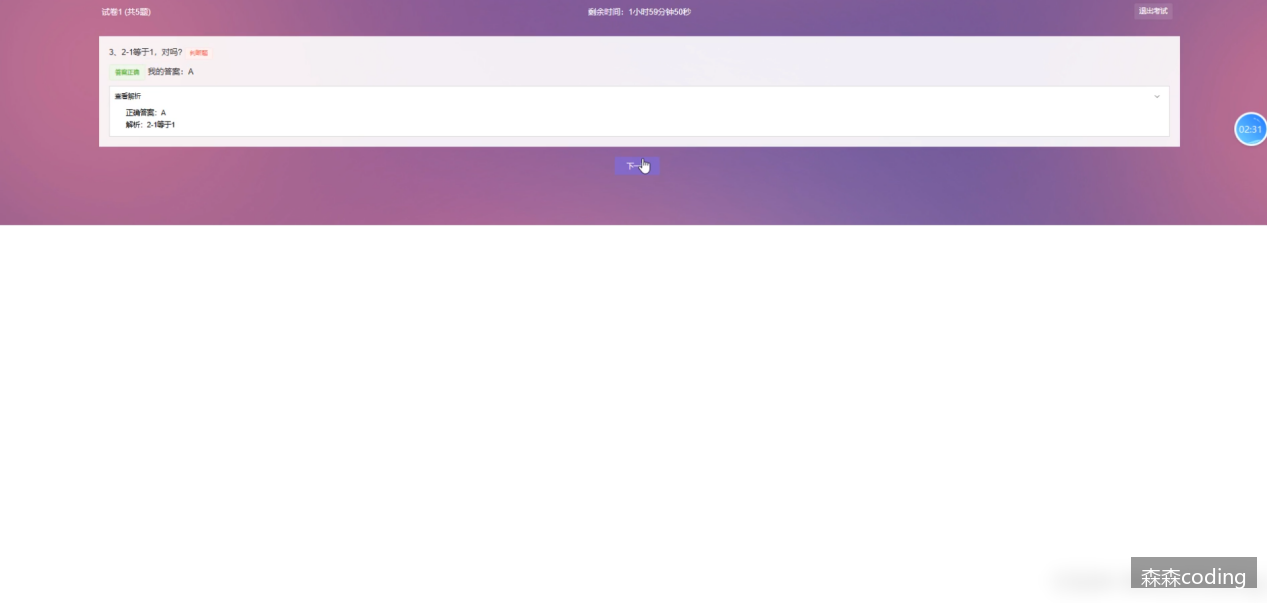 试卷1 (共5题)
剩余时间：1小时59分钟50秒
退出考试
3、2-1等于1，对吗？ 判断题
答案正确 我的答案：A
查看解析
正确答案：A
解析：2-1等于1
02:31
下一
森森coding